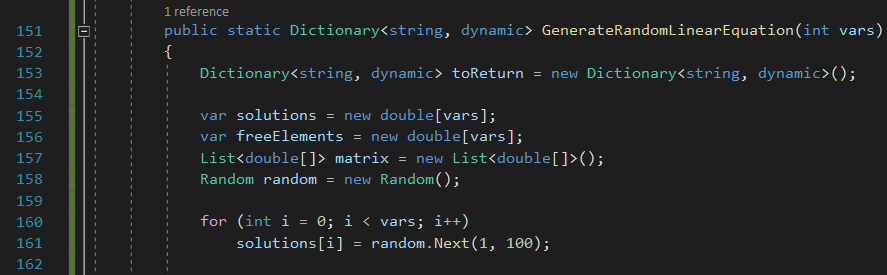 1 reference
151 public static Dictionary<string, dynamic> GenerateRandomLinearEquation(int vars)
152 {
153 Dictionary<string, dynamic> toReturn = new Dictionary<string, dynamic>();
154
155 var solutions = new double[vars];
156 var freeElements = new double[vars];
157 List<double[]> matrix = new List<double[]>();
158 Random random = new Random();
159
160 for (int i = 0; i < vars; i++)
161 solutions[i] = random.Next(1, 100);
162